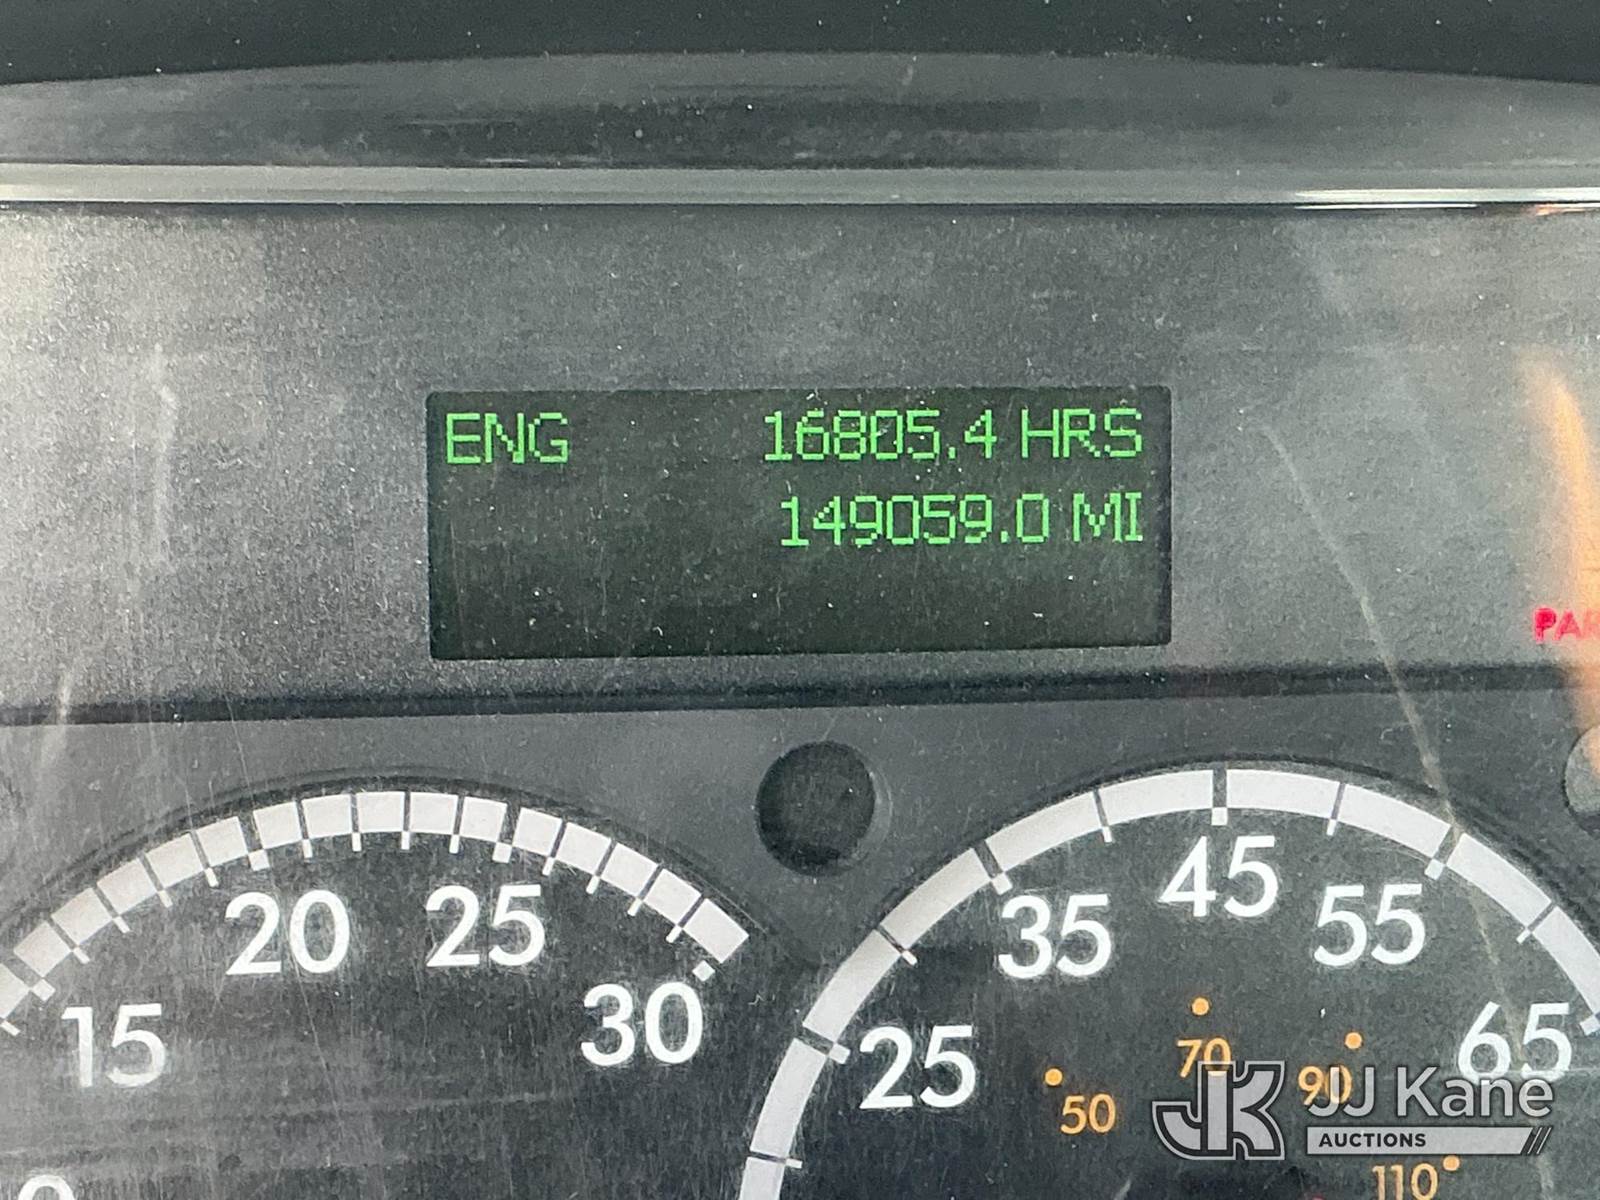 ENG 16805.4 HRS
149059.0 MI
15 20 25 30
25 35 45 55 65
50 70 90 110
JK JJ Kane
AUCTIONS